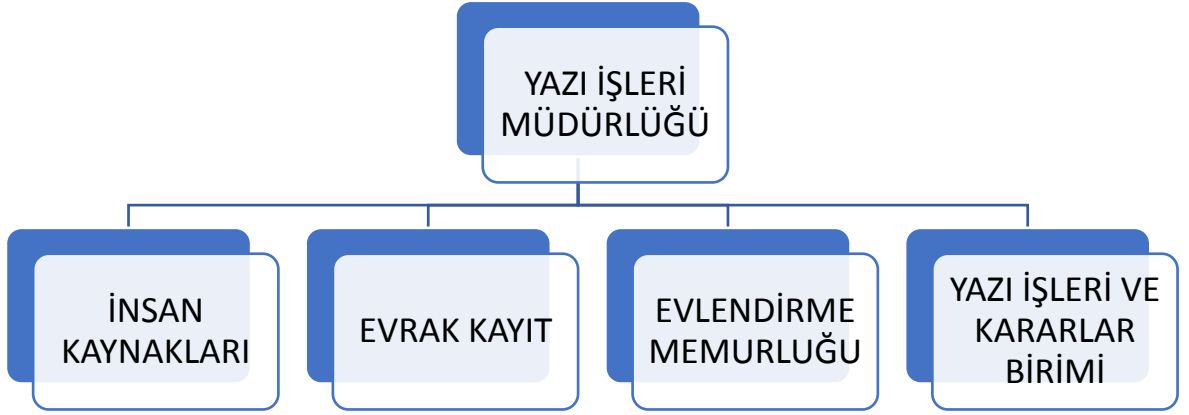 YAZI İŞLERİ
MÜDÜRLÜĞÜ
İNSAN
KAYNAKLARI
EVRAK KAYIT
EVLENDİRME
MEMURLUĞU
YAZI İŞLERİ VE
KARARLAR
BİRİMİ